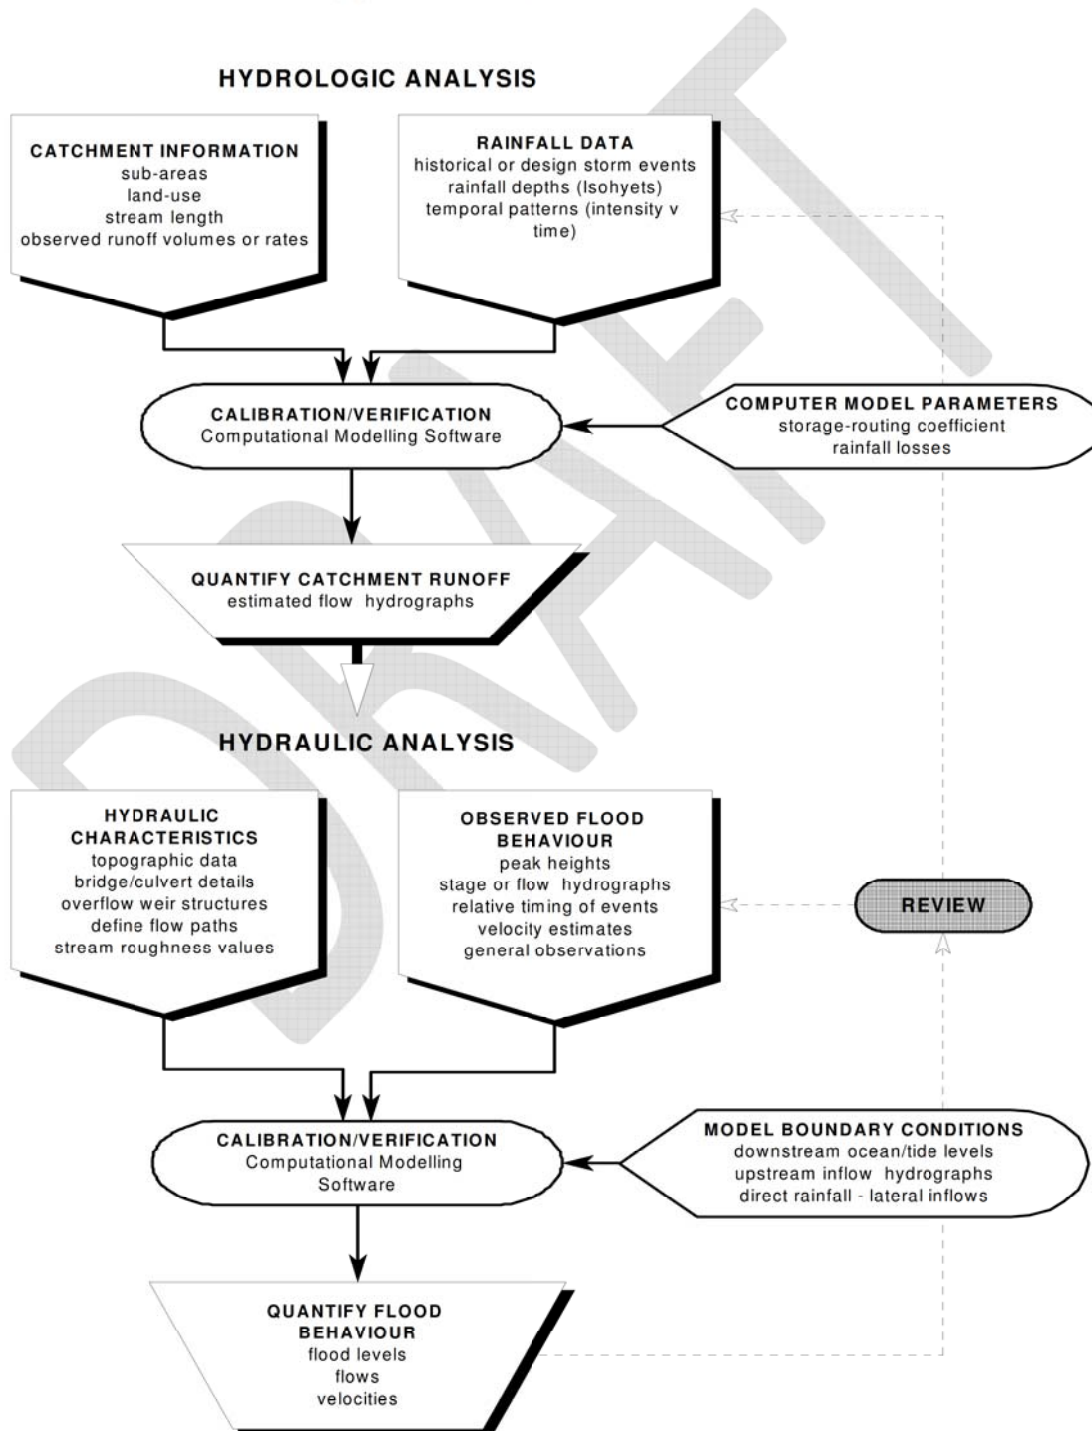 HYDROLOGIC ANALYSIS
CATCHMENT INFORMATION
sub-areas
land-use
stream length
observed runoff volumes or rates
RAINFALL DATA
historical or design storm events
rainfall depths (Isohyets)
temporal patterns (intensity v
time)
CALIBRATION/VERIFICATION
Computational Modelling Software
COMPUTER MODEL PARAMETERS
storage-routing coefficient
rainfall losses
QUANTIFY CATCHMENT RUNOFF
estimated flow hydrographs
HYDRAULIC ANALYSIS
HYDRAULIC
CHARACTERISTICS
topographic data
bridge/culvert details
overflow weir structures
define flow paths
stream roughness values
OBSERVED FLOOD
BEHAVIOUR
peak heights
stage or flow hydrographs
relative timing of events
velocity estimates
general observations
REVIEW
CALIBRATION/VERIFICATION
Computational Modelling
Software
MODEL BOUNDARY CONDITIONS
downstream ocean/tide levels
upstream inflow hydrographs
direct rainfall - lateral inflows
QUANTIFY FLOOD
BEHAVIOUR
flood levels
flows
velocities
DRAFT